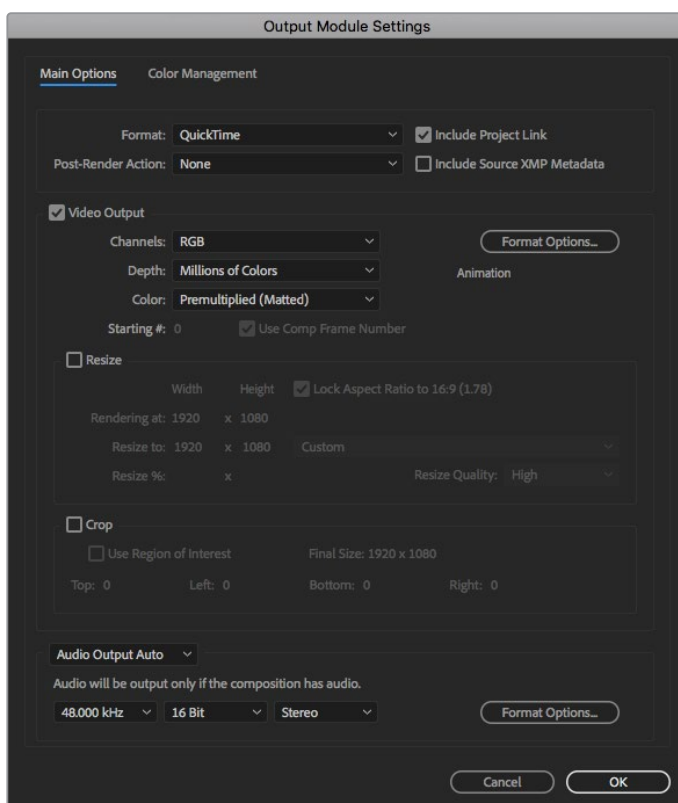 Output Module Settings
Main Options Color Management
Format: QuickTime Include Project Link
Post-Render Action: None Include Source XMP Metadata
Video Output
Channels: RGB Format Options...
Depth: Millions of Colors Animation
Color: Premultiplied (Matted)
Starting #: 0 Use Comp Frame Number
Resize
Width Height Lock Aspect Ratio to 16:9 (1.78)
Rendering at: 1920 x 1080
Resize to: 1920 x 1080 Custom
Resize %: x Resize Quality: High
Crop
Use Region of Interest Final Size: 1920 x 1080
Top: 0 Left: 0 Bottom: 0 Right: 0
Audio Output Auto
Audio will be output only if the composition has audio.
48.000 kHz 16 Bit Stereo Format Options...
Cancel OK